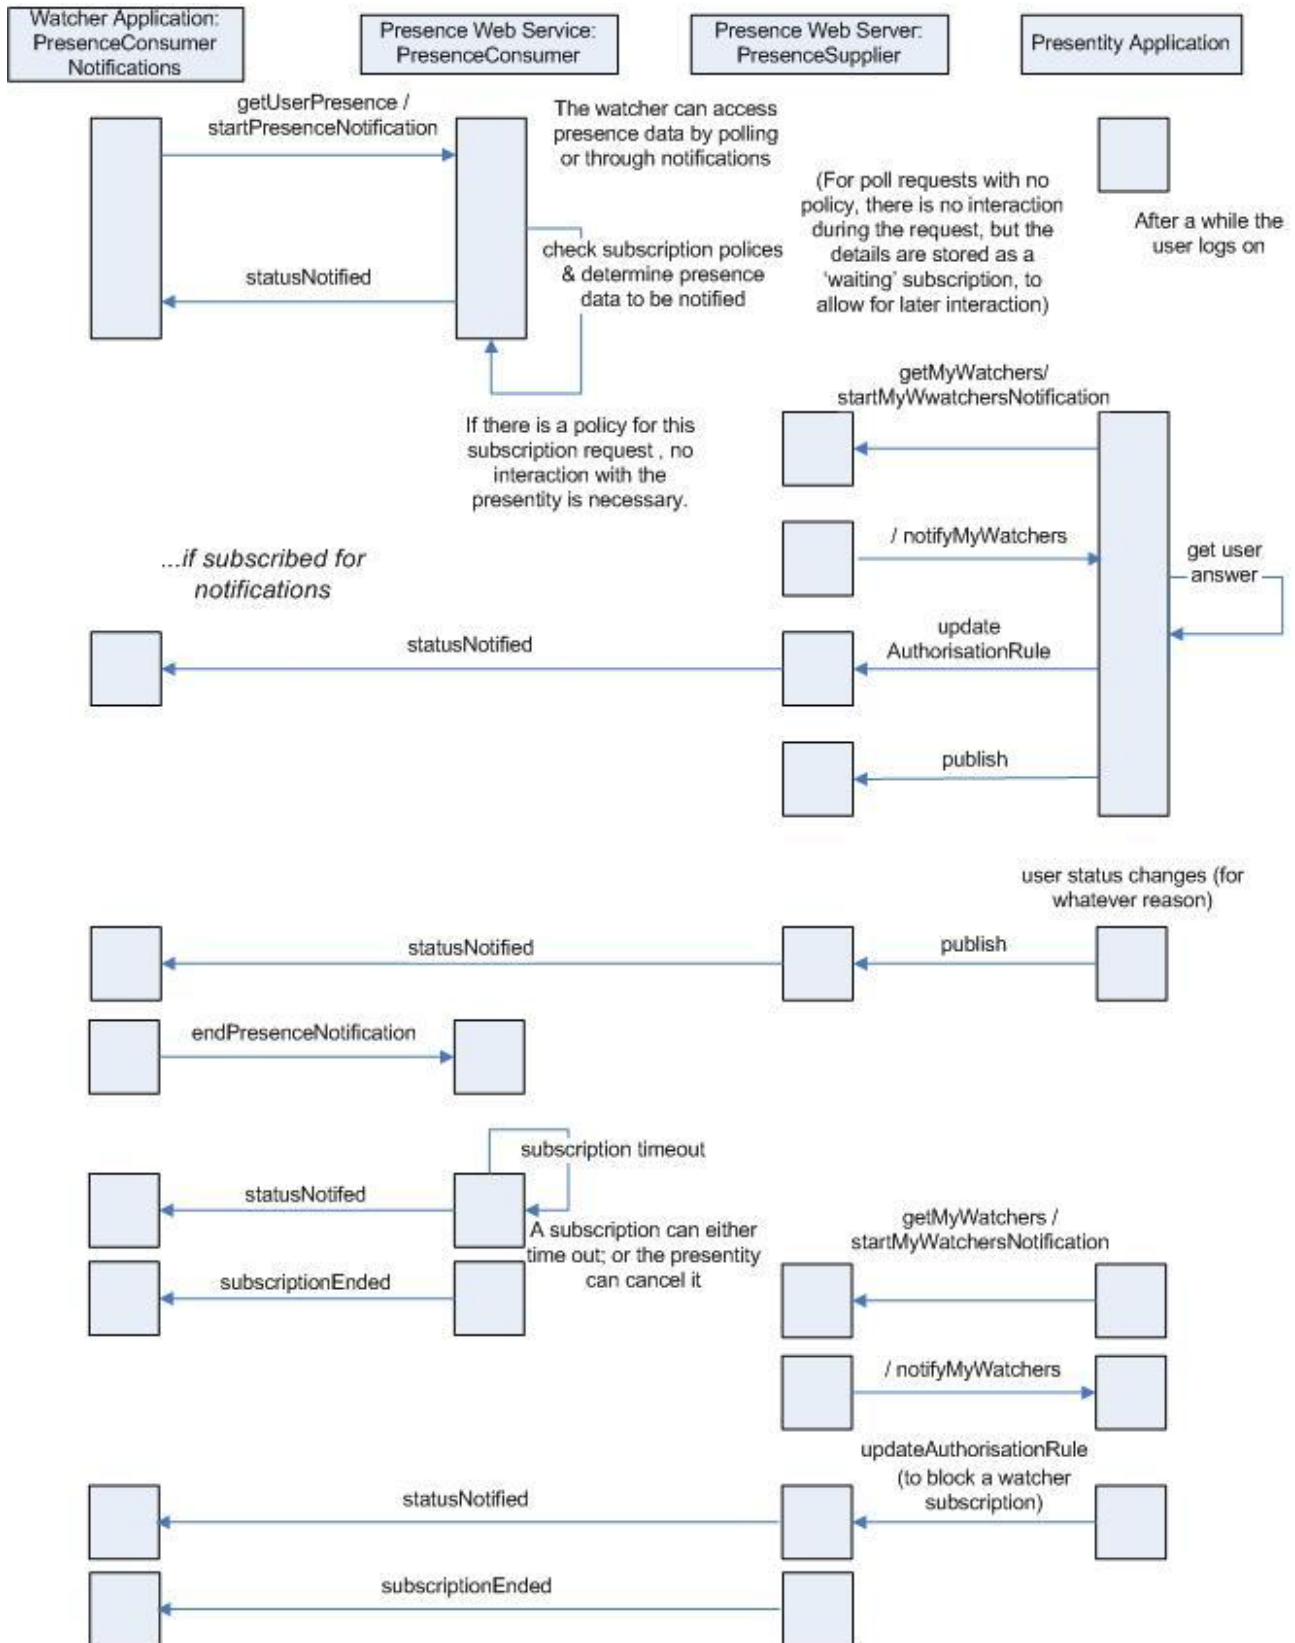 Watcher Application:
PresenceConsumer
Notifications
Presence Web Service:
PresenceConsumer
Presence Web Server:
PresenceSupplier
Presentity Application
getUserPresence /
startPresenceNotification
The watcher can access
presence data by polling
or through notifications
(For poll requests with no
policy, there is no interaction
during the request, but the
details are stored as a
‘waiting’ subscription, to
allow for later interaction)
After a while the
user logs on
check subscription polices
& determine presence
data to be notified
statusNotified
getMyWatchers/
startMyWwatchersNotification
If there is a policy for this
subscription request , no
interaction with the
presentity is necessary.
/ notifyMyWatchers
get user
answer
...if subscribed for
notifications
statusNotified
update
AuthorisationRule
publish
user status changes (for
whatever reason)
statusNotified
publish
endPresenceNotification
subscription timeout
statusNotifed
A subscription can either
time out; or the presentity
can cancel it
getMyWatchers /
startMyWatchersNotification
subscriptionEnded
/ notifyMyWatchers
updateAuthorisationRule
(to block a watcher
subscription)
statusNotified
subscriptionEnded